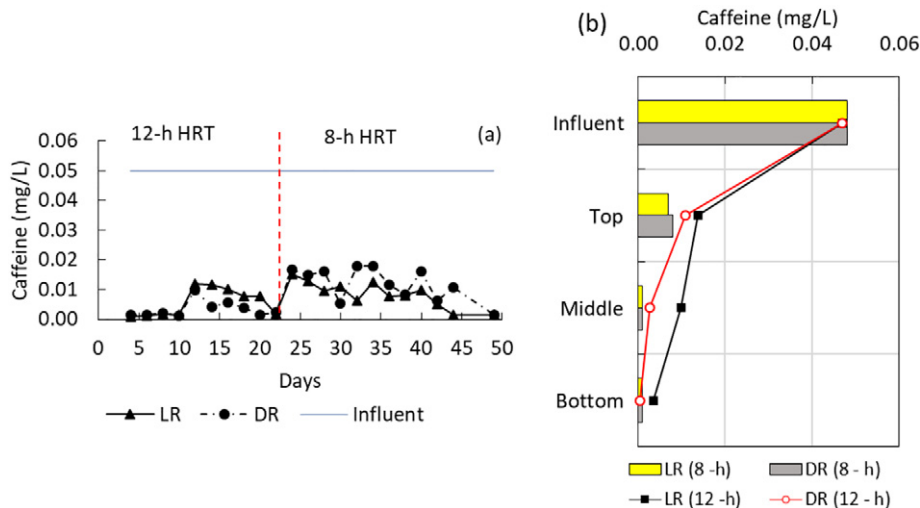 12-h HRT
8-h HRT
(a)
Caffeine (mg/L)
0.06
0.05
0.04
0.03
0.02
0.01
0.00
0 5 10 15 20 25 30 35 40 45 50
Days
LR DR Influent
(b)
Caffeine (mg/L)
0.00 0.02 0.04 0.06
Influent
Top
Middle
Bottom
LR (8 -h) DR (8 - h)
LR (12 -h) DR (12 -h)